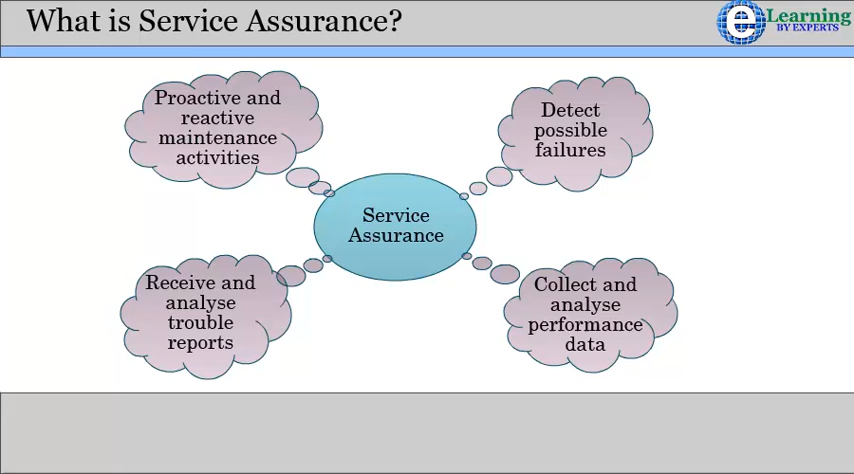 What is Service Assurance?
e Learning
BY EXPERTS
Proactive and
reactive
maintenance
activities
Detect
possible
failures
Service
Assurance
Receive and
analyse
trouble
reports
Collect and
analyse
performance
data